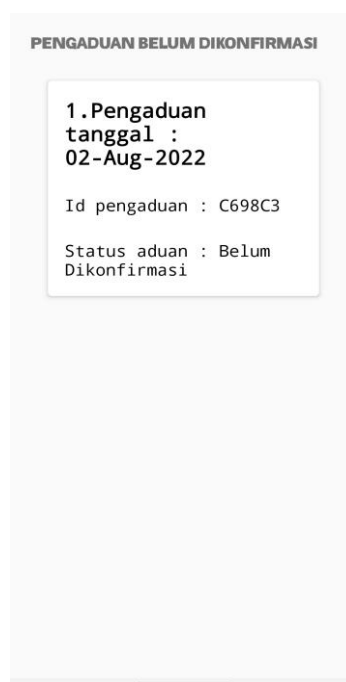 PENGADUAN BELUM DIKONFIRMASI
1.Pengaduan
tanggal :
02-Aug-2022
Id pengaduan : C698C3
Status aduan : Belum
Dikonfirmasi